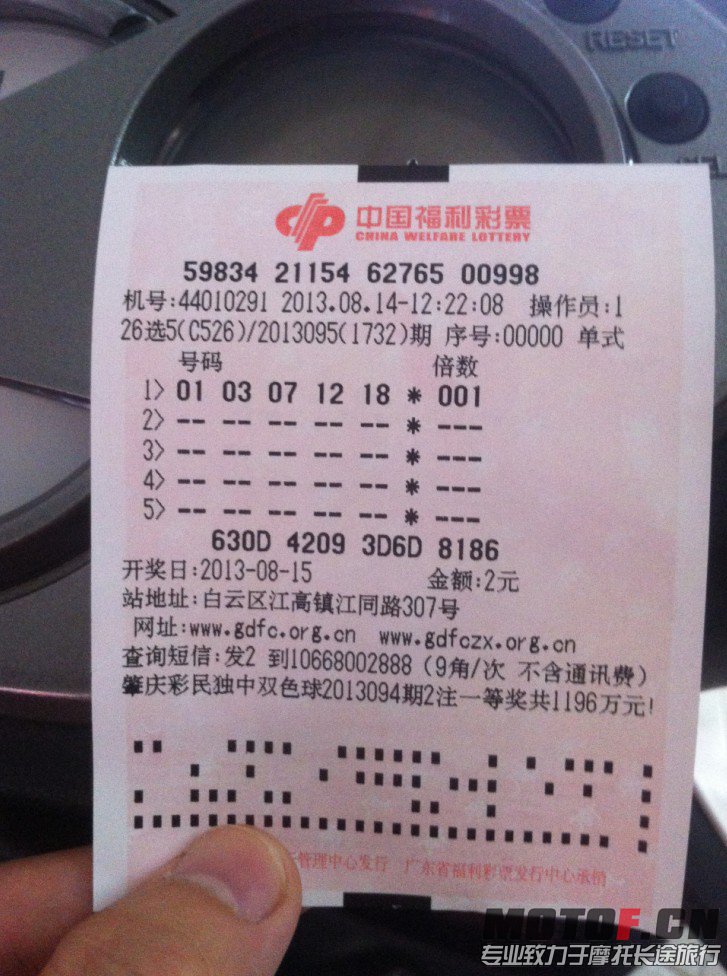 RESET
中国福利彩票
CHINA WELFARE LOTTERY
59834 21154 62765 00998
机号:44010291 2013.08.14-12:22:08 操作员:1
26选5(C526)/2013095(1732)期 序号:00000 单式
号码 倍数
1> 01 03 07 12 18 * 001
2> -- -- -- -- -- * ---
3> -- -- -- -- -- * ---
4> -- -- -- -- -- * ---
5> -- -- -- -- -- * ---
630D 4209 3D6D 8186
开奖日:2013-08-15 金额:2元
站地址:白云区江高镇江同路307号
网址:www.gdfc.org.cn www.gdfczx.org.cn
查询短信:发2 到10668002888(9角/次 不含通讯费)
肇庆彩民独中双色球2013094期2注一等奖共1196万元!
管理中心发行 广东省福利彩票发行中心承销
MOTOF.CN
专业致力于摩托长途旅行